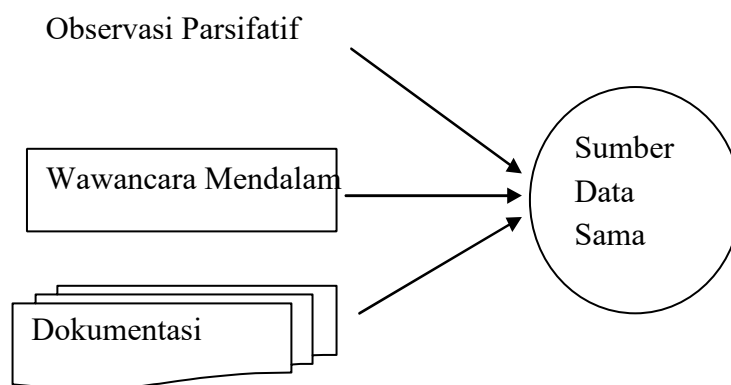 Observasi Parsifatif
Wawancara Mendalam
Dokumentasi
Sumber
Data
Sama